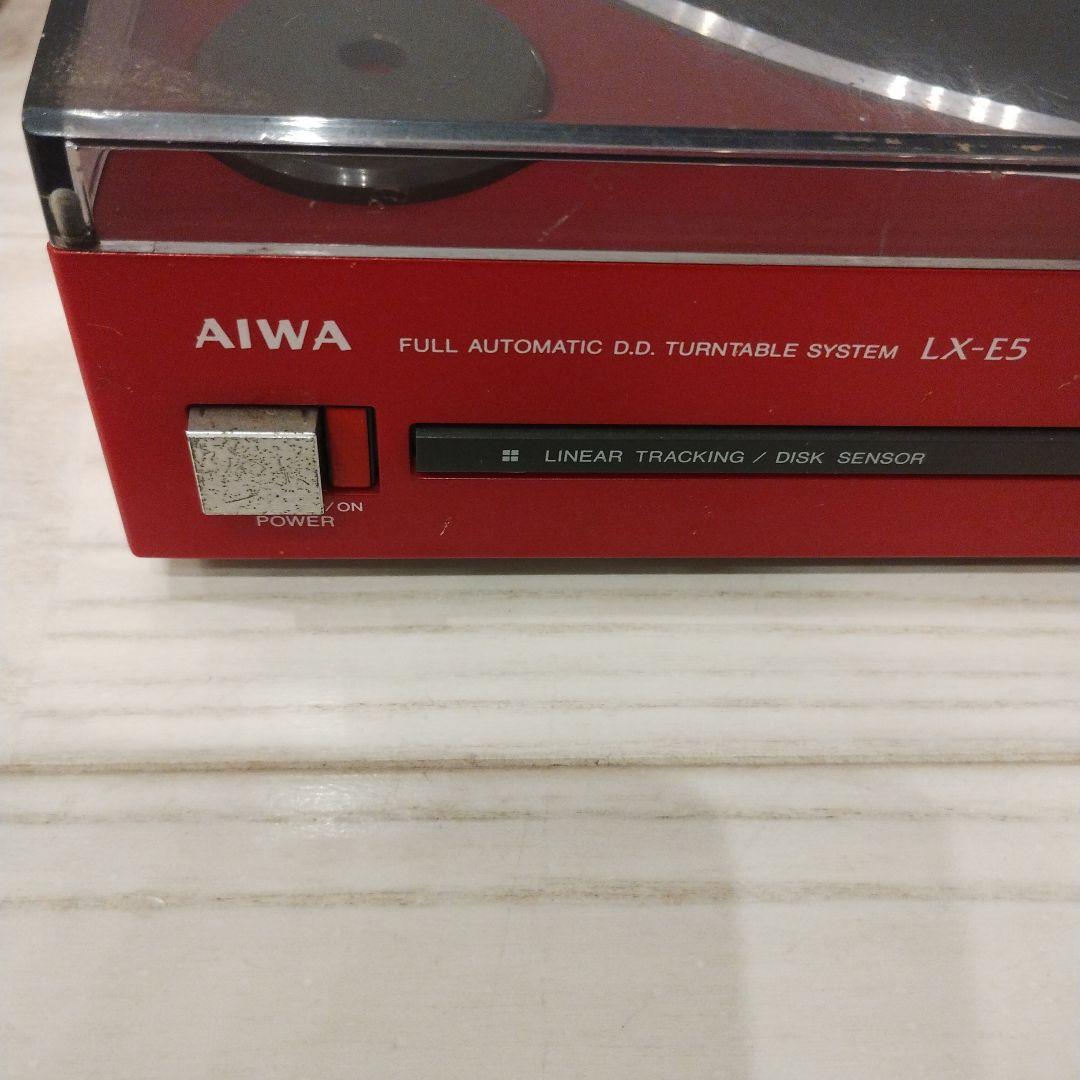 AIWA FULL AUTOMATIC D.D. TURNTABLE SYSTEM LX-E5
LINEAR TRACKING / DISK SENSOR
/ON
POWER